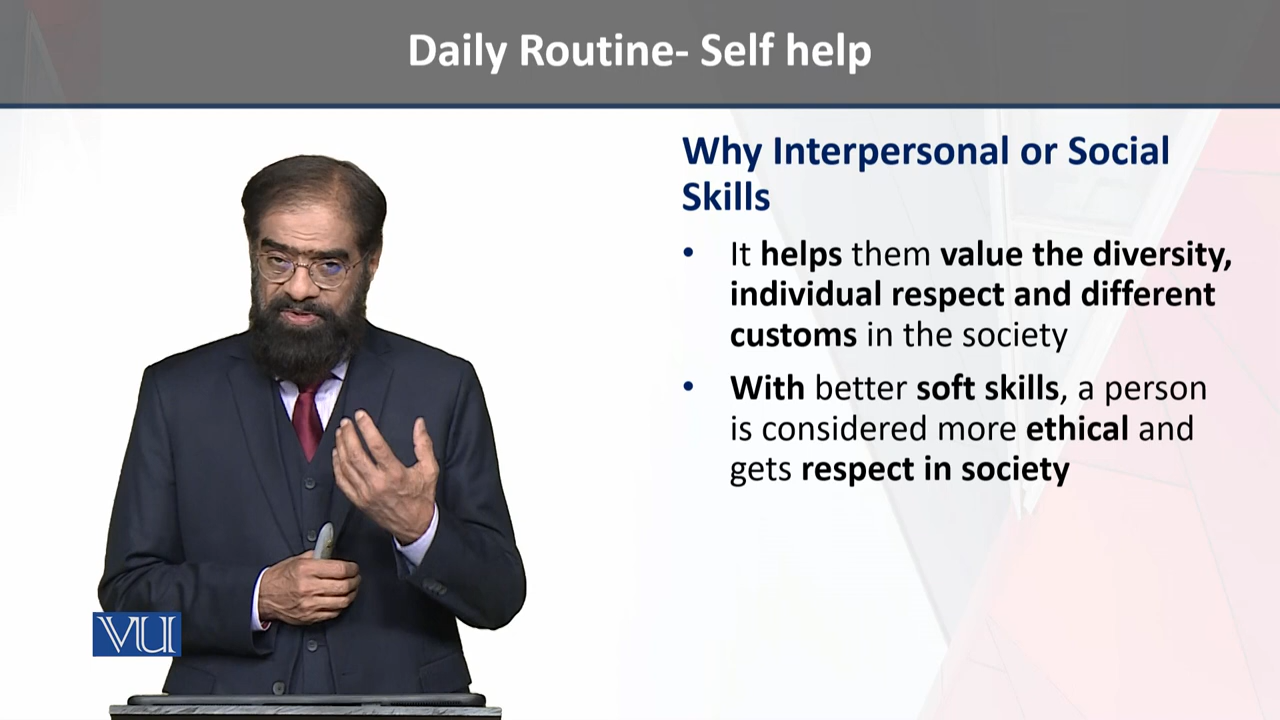 Daily Routine- Self help
Why Interpersonal or Social
Skills
• It helps them value the diversity,
individual respect and different
customs in the society
• With better soft skills, a person
is considered more ethical and
gets respect in society
VU